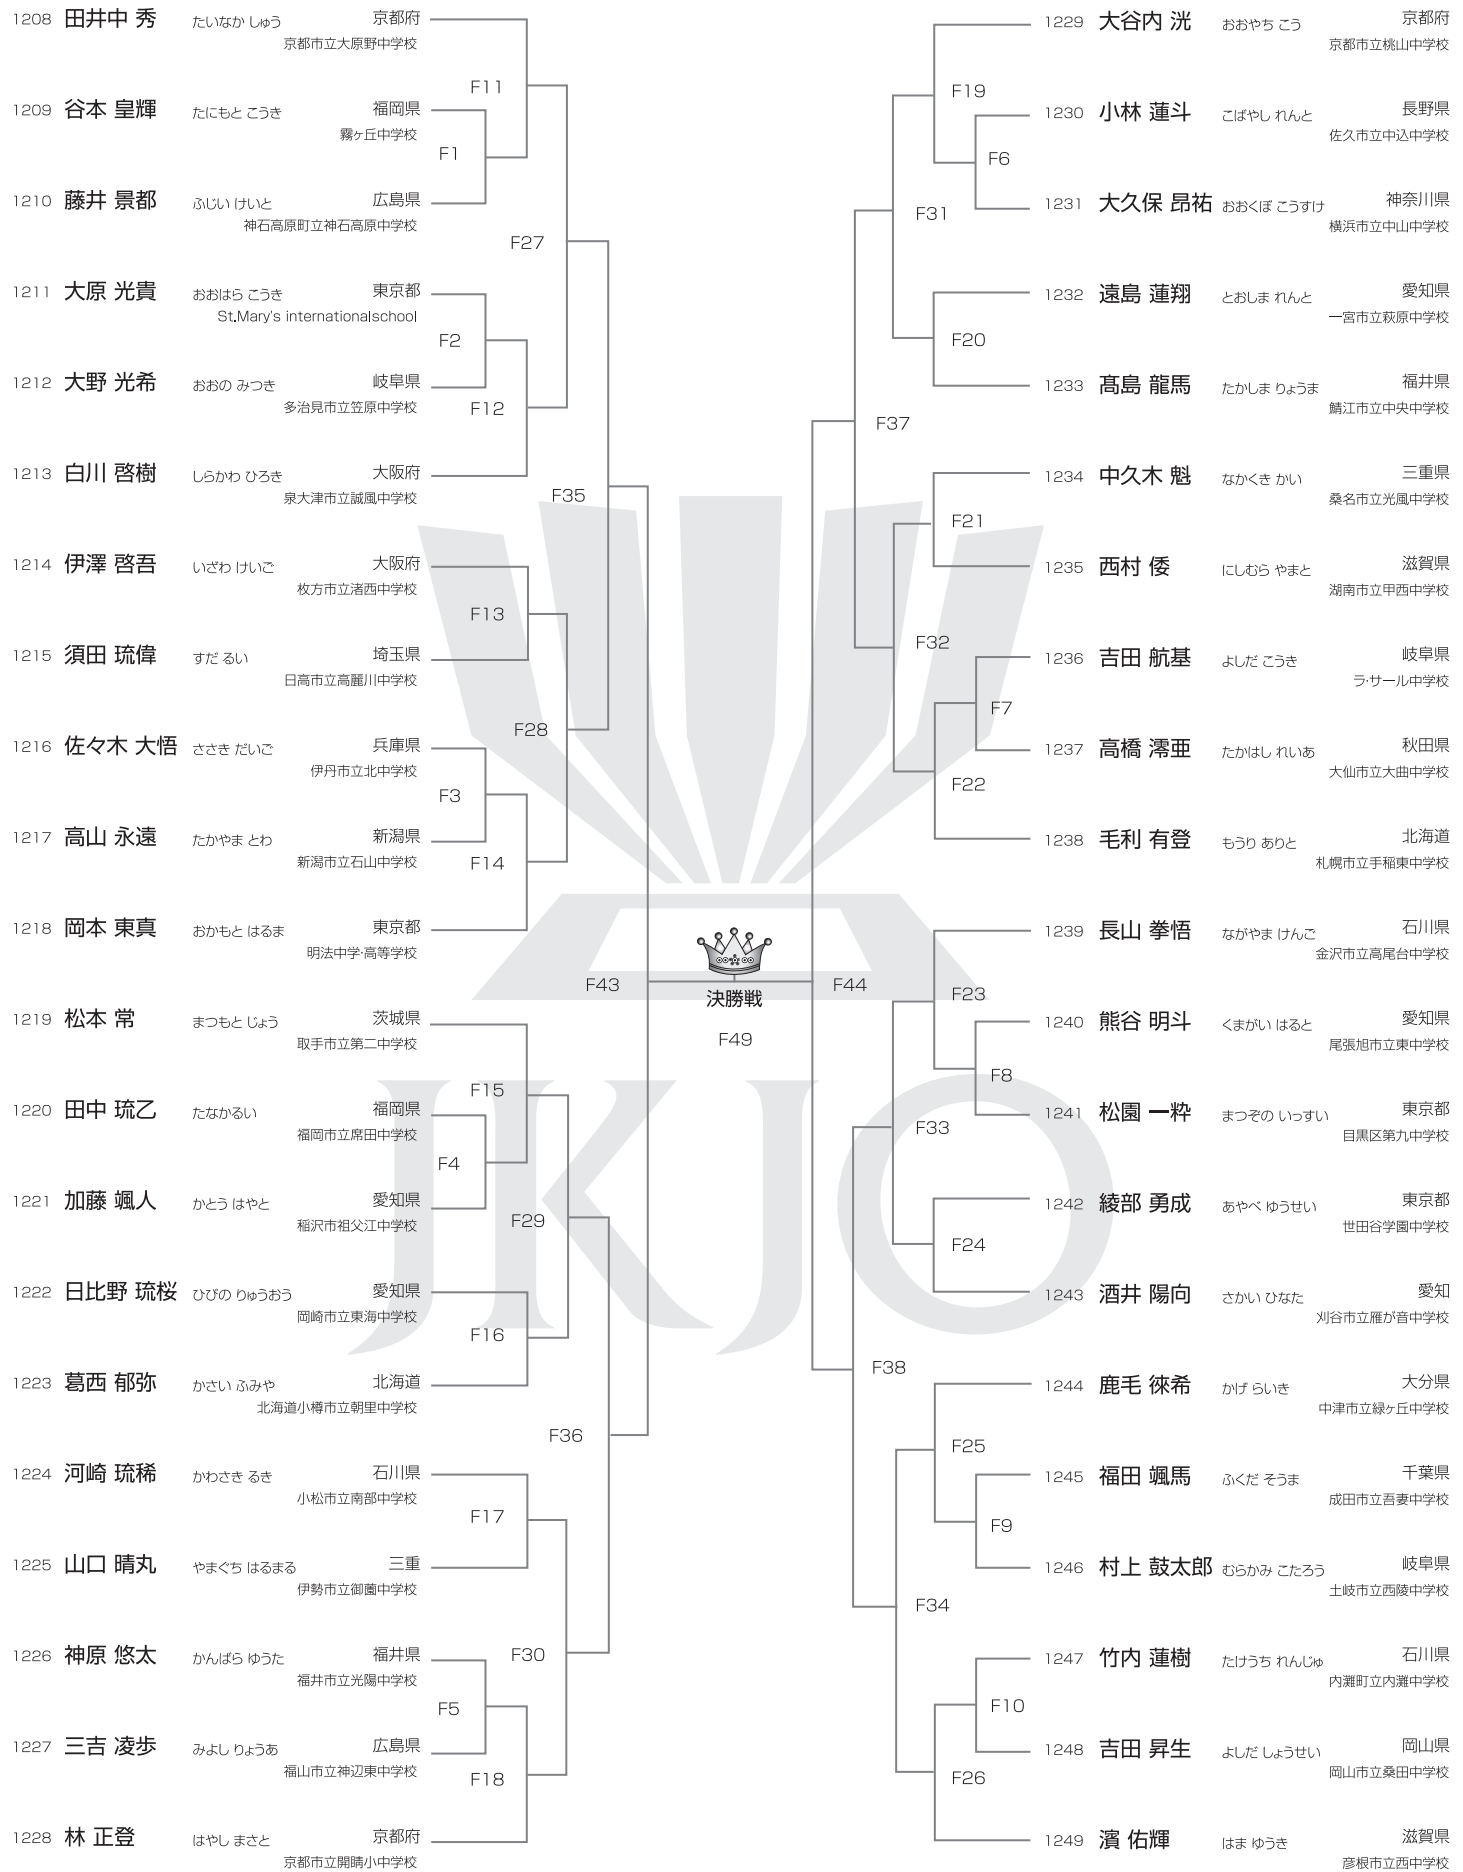 1208 田井中 秀 たいなか しゅう 京都府
京都市立大原野中学校
F11
1209 谷本 皇輝 たにもと こうき 福岡県
霧ヶ丘中学校
F1
1210 藤井 景都 ふじい けいと 広島県
神石高原町立神石高原中学校
F27
1211 大原 光貴 おおはら こうき 東京都
St.Mary's internationalschool
F2
1212 大野 光希 おおの みつき 岐阜県
多治見市立笠原中学校
F12
1213 白川 啓樹 しらかわ ひろき 大阪府
泉大津市立誠風中学校
F35
1214 伊澤 啓吾 いざわ けいご 大阪府
枚方市立渚西中学校
F13
1215 須田 琉偉 すだ るい 埼玉県
日高市立高麗川中学校
F28
1216 佐々木 大悟 ささき だいご 兵庫県
伊丹市立北中学校
F3
1217 高山 永遠 たかやま とわ 新潟県
新潟市立石山中学校
F14
1218 岡本 東真 おかもと はるま 東京都
明法中学・高等学校
F43
1219 松本 常 まつもと じょう 茨城県
取手市立第二中学校
F15
1220 田中 琉乙 たなかるい 福岡県
福岡市立席田中学校
F4
1221 加藤 颯人 かとう はやと 愛知県
稲沢市祖父江中学校
F29
1222 日比野 琉桜 ひびの りゅうおう 愛知県
岡崎市立東海中学校
F16
1223 葛西 郁弥 かさい ふみや 北海道
北海道小樽市立朝里中学校
F36
1224 河崎 琉稀 かわさき るき 石川県
小松市立南部中学校
F17
1225 山口 晴丸 やまぐち はるまる 三重
伊勢市立御薗中学校
F30
1226 神原 悠太 かんばら ゆうた 福井県
福井市立光陽中学校
F5
1227 三吉 凌歩 みよし りょうあ 広島県
福山市立神辺東中学校
F18
1228 林 正登 はやし まさと 京都府
京都市立開睛小中学校
決勝戦
F49
JKJO
1229 大谷内 洸 おおやち こう 京都府
京都市立桃山中学校
F19
1230 小林 蓮斗 こばやし れんと 長野県
佐久市立中込中学校
F6
1231 大久保 昂祐 おおくぼ こうすけ 神奈川県
横浜市立中山中学校
F31
1232 遠島 蓮翔 とおしま れんと 愛知県
一宮市立萩原中学校
F20
1233 髙島 龍馬 たかしま りょうま 福井県
鯖江市立中央中学校
F37
1234 中久木 魁 なかくき かい 三重県
桑名市立光風中学校
F21
1235 西村 倭 にしむら やまと 滋賀県
湖南市立甲西中学校
F32
1236 吉田 航基 よしだ こうき 岐阜県
ラ・サール中学校
F7
1237 高橋 澪亜 たかはし れいあ 秋田県
大仙市立大曲中学校
F22
1238 毛利 有登 もうり ありと 北海道
札幌市立手稲東中学校
1239 長山 拳悟 ながやま けんご 石川県
金沢市立高尾台中学校
F44
F23
1240 熊谷 明斗 くまがい はると 愛知県
尾張旭市立東中学校
F8
1241 松園 一粋 まつぞの いっすい 東京都
目黒区第九中学校
F33
1242 綾部 勇成 あやべ ゆうせい 東京都
世田谷学園中学校
F24
1243 酒井 陽向 さかい ひなた 愛知
刈谷市立雁が音中学校
F38
1244 鹿毛 徠希 かげ らいき 大分県
中津市立緑ヶ丘中学校
F25
1245 福田 颯馬 ふくだ そうま 千葉県
成田市立吾妻中学校
F9
1246 村上 鼓太郎 むらかみ こたろう 岐阜県
土岐市立西陵中学校
F34
1247 竹内 蓮樹 たけうち れんじゅ 石川県
内灘町立内灘中学校
F10
1248 吉田 昇生 よしだ しょうせい 岡山県
岡山市立桑田中学校
F26
1249 濱 佑輝 はま ゆうき 滋賀県
彦根市立西中学校